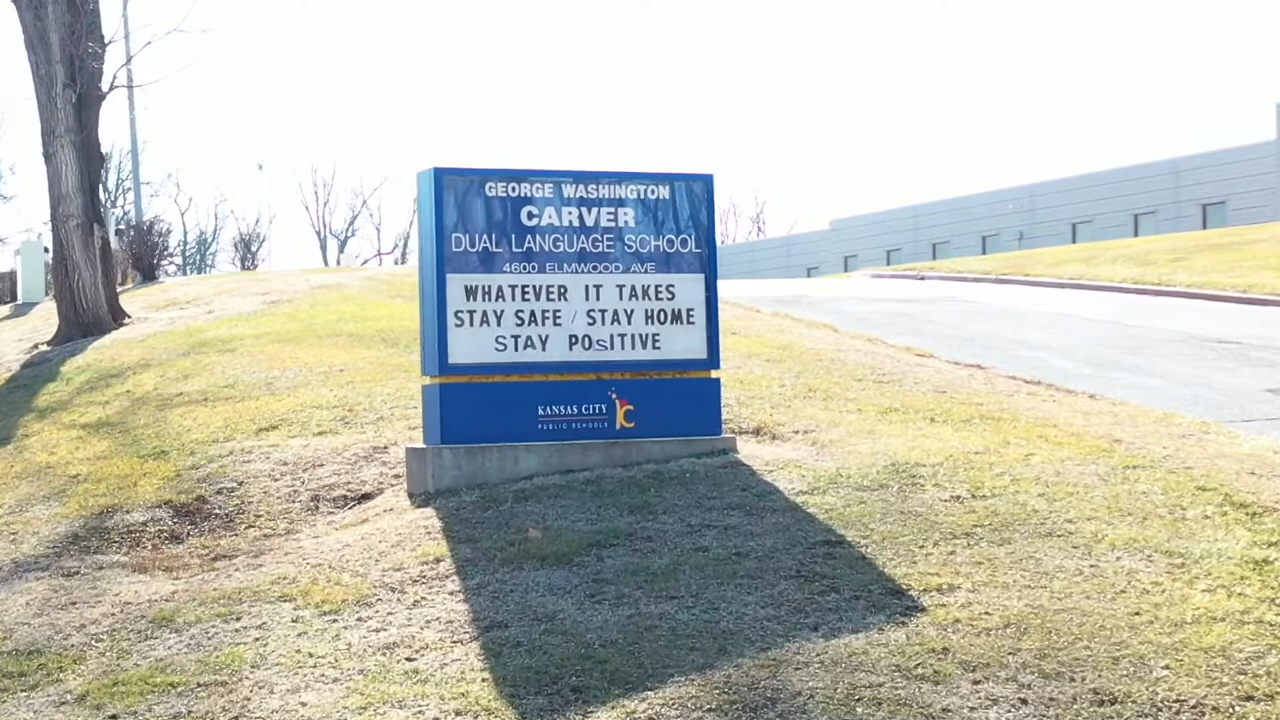 GEORGE WASHINGTON
CARVER
DUAL LANGUAGE SCHOOL
4600 ELMWOOD AVE
WHATEVER IT TAKES
STAY SAFE / STAY HOME
STAY POSITIVE
KANSAS CITY
PUBLIC SCHOOLS
KC